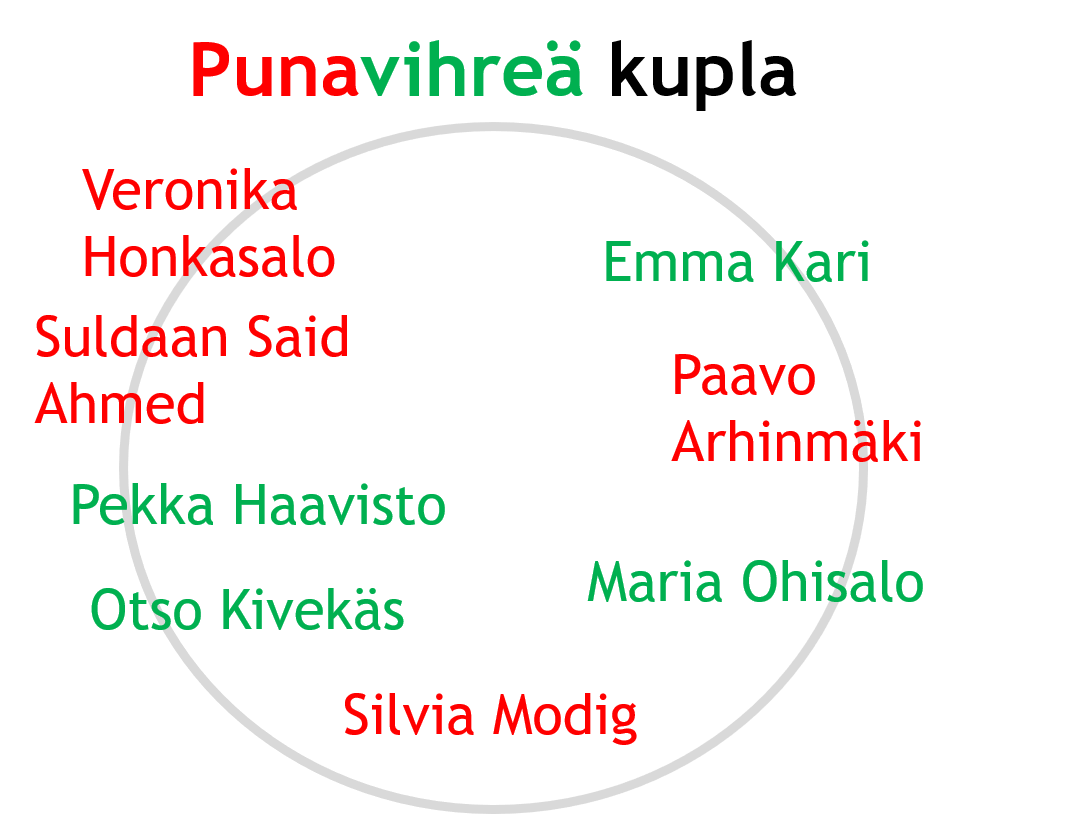 Punavihreä kupla
Veronika
Honkasalo
Emma Kari
Suldaan Said
Ahmed
Paavo
Arhinmäki
Pekka Haavisto
Maria Ohisalo
Otso Kivekäs
Silvia Modig